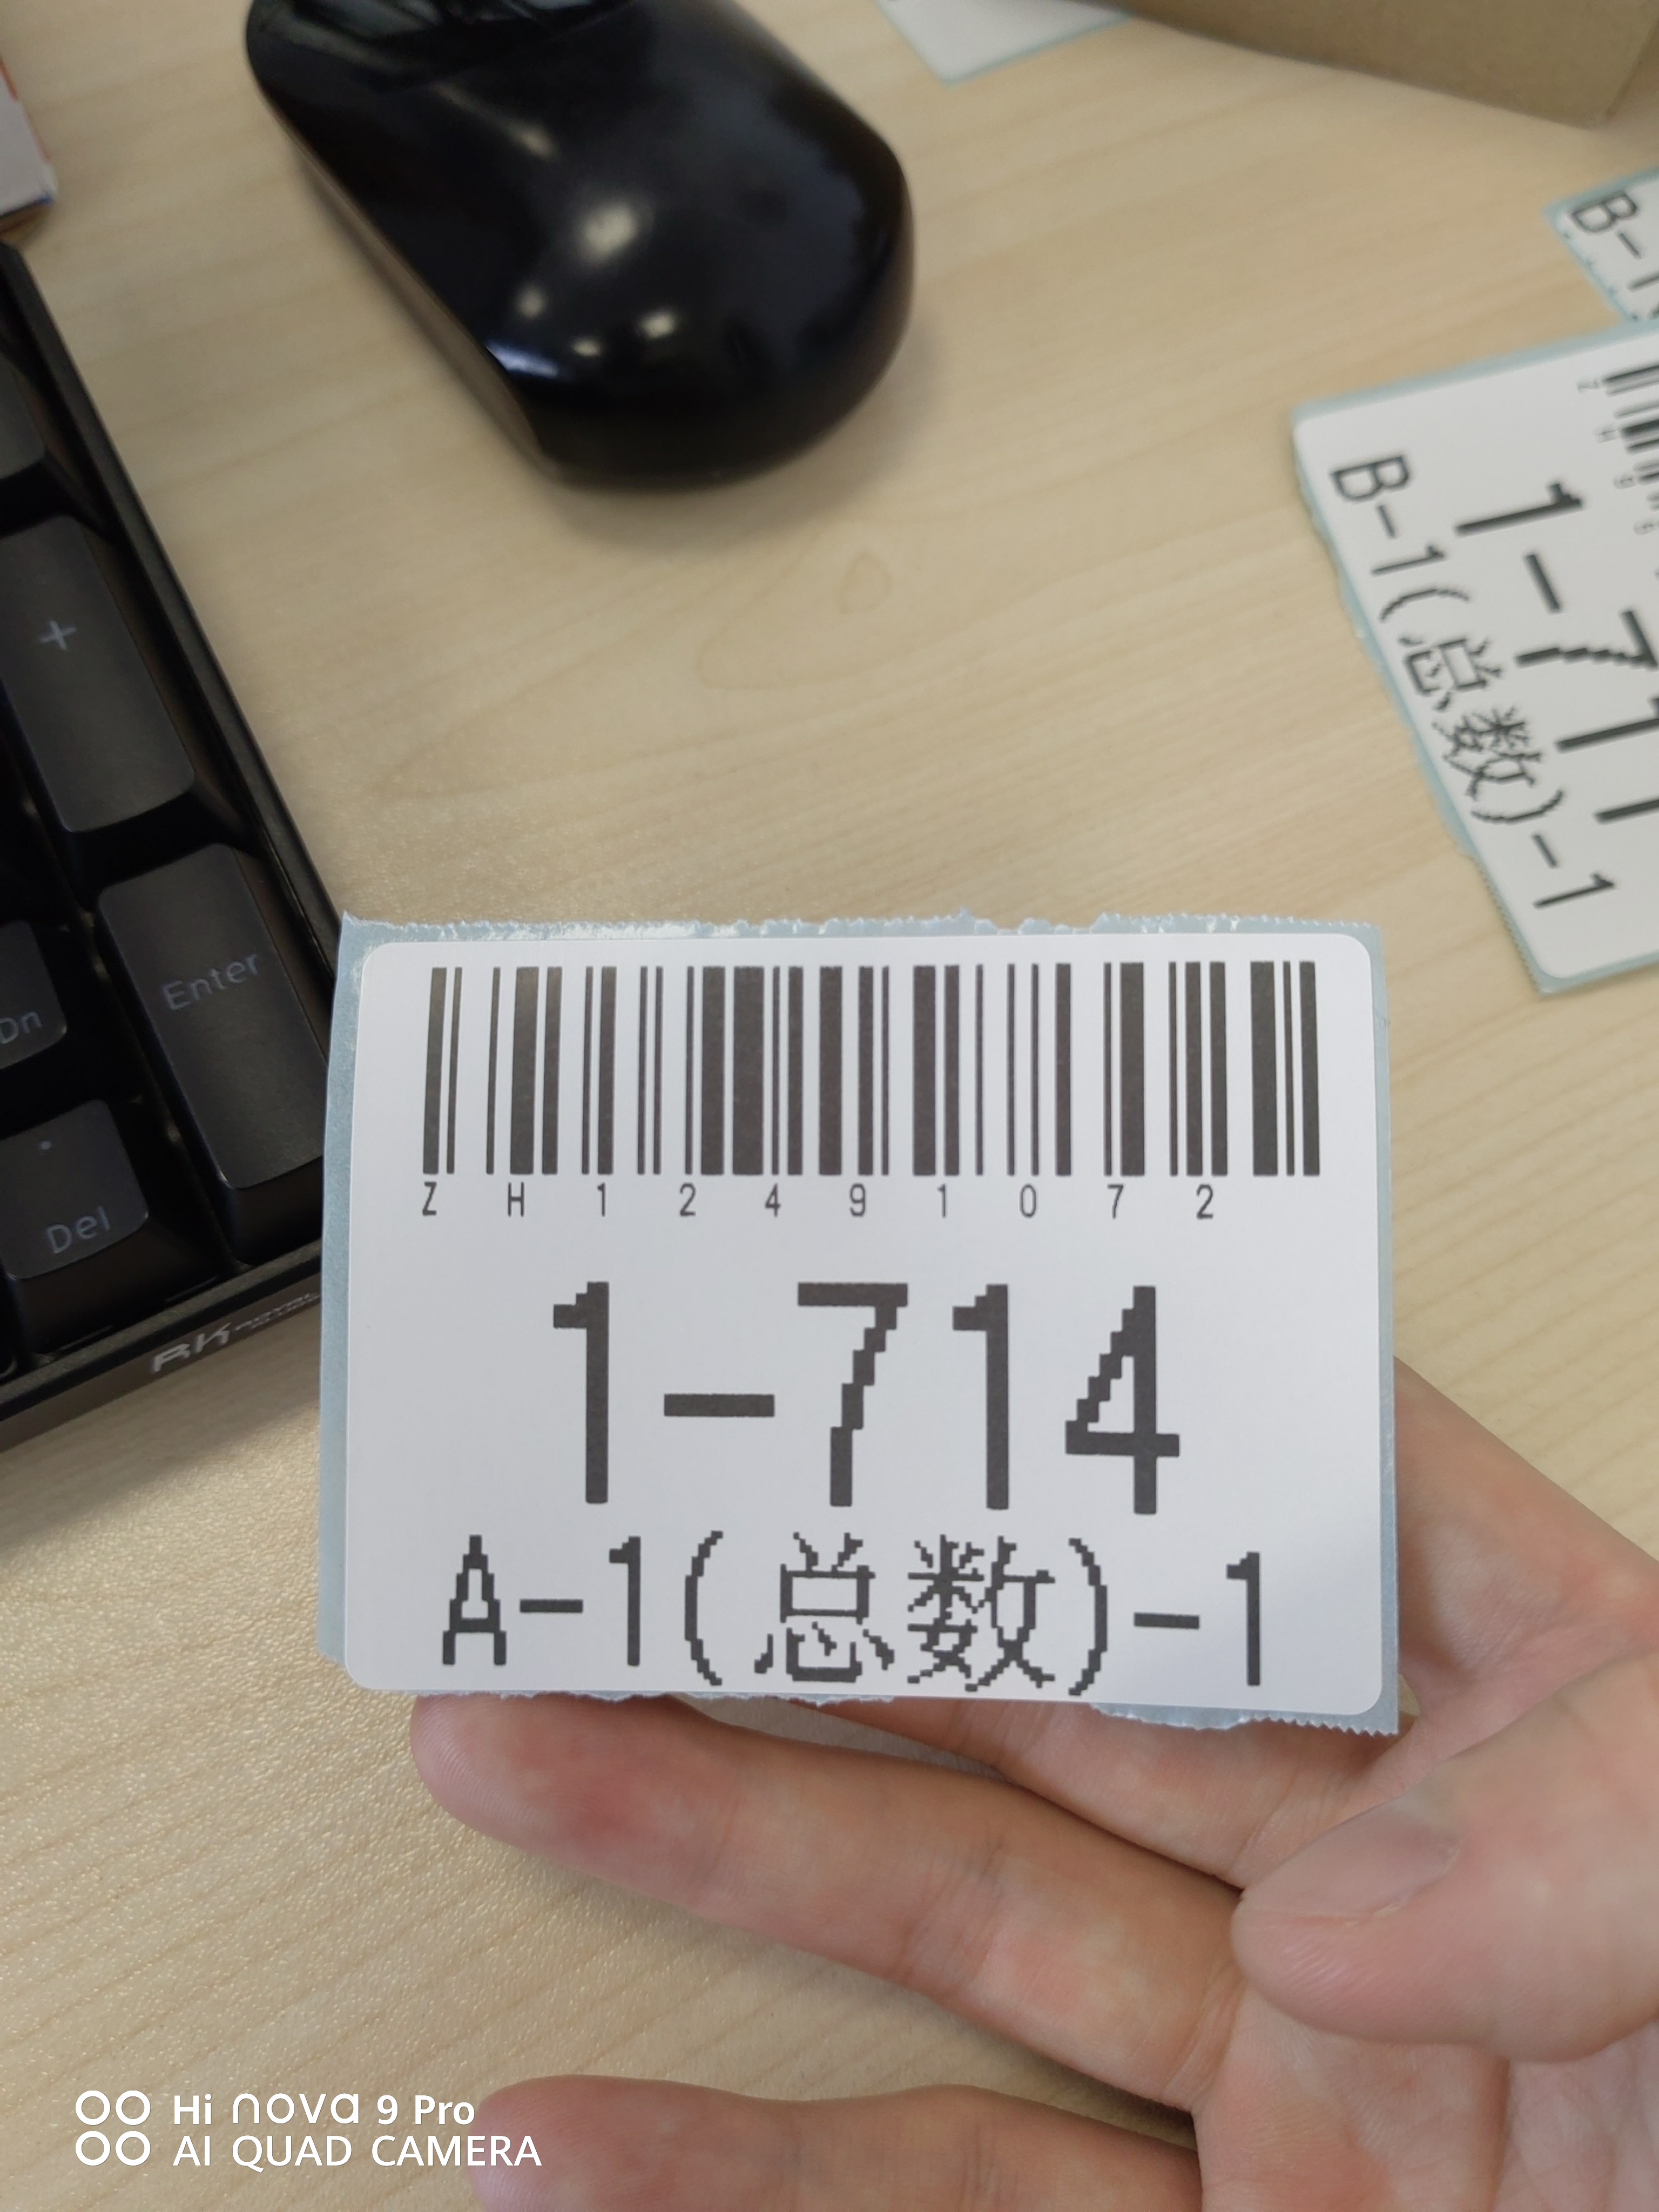 B-1
B-1(总数)-1
1-71
+
Enter
Dn
Del
RK
ZH12491072
1-714
A-1(总数)-1
Hi nova 9 Pro
AI QUAD CAMERA